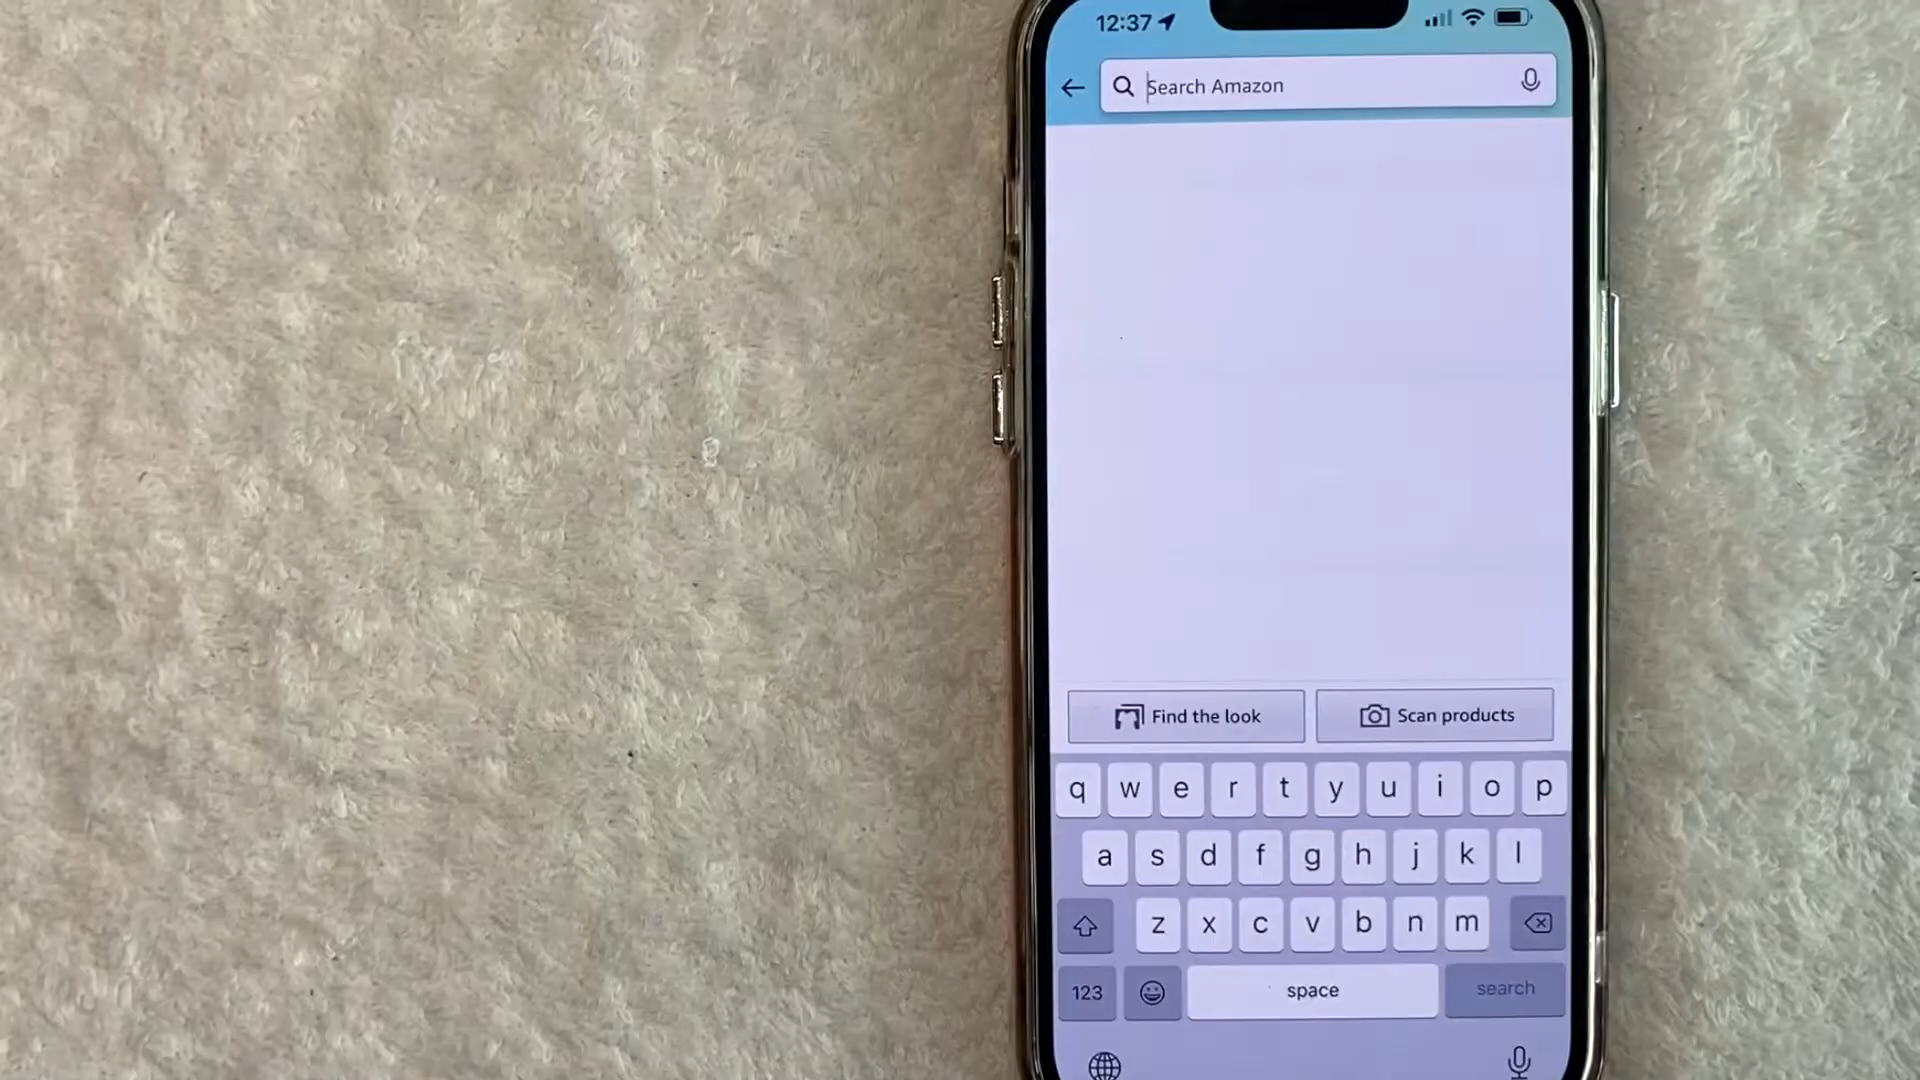 12:37
Search Amazon
Find the look
Scan products
q w e r t y u i o p
a s d f g h j k l
z x c v b n m
123
space
search